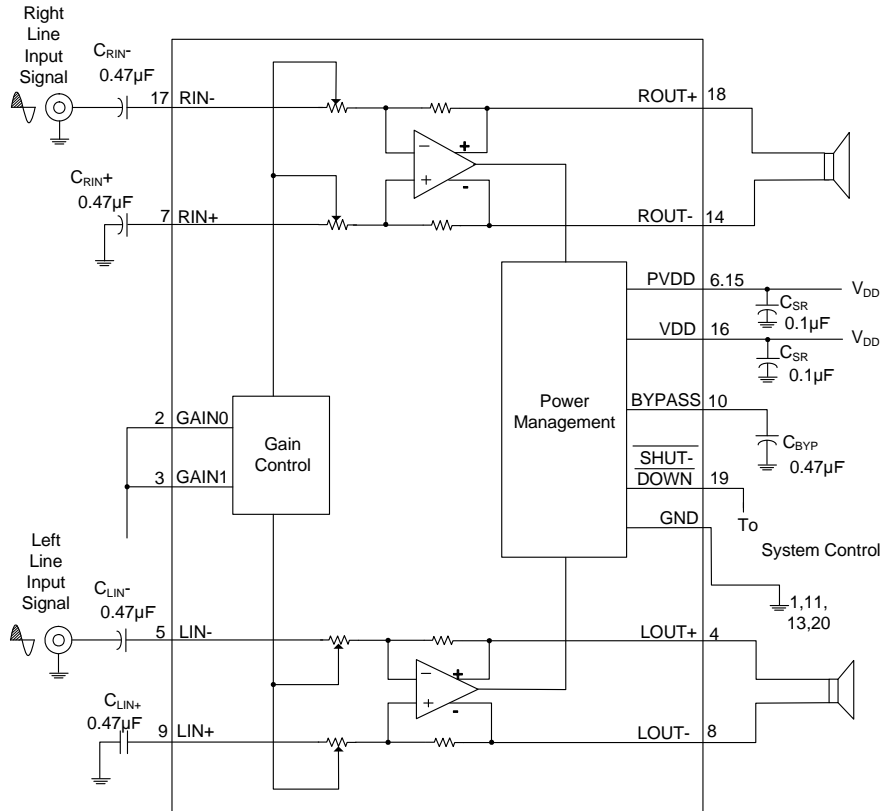 Right
Line
Input
Signal
CRIN-
0.47µF
17 RIN-
ROUT+ 18
CRIN+
0.47µF
7 RIN+
ROUT- 14
− +
+ -
PVDD 6.15
VDD
CSR
0.1µF
VDD 16
VDD
CSR
0.1µF
BYPASS 10
CBYP
0.47µF
Power
Management
SHUT-
DOWN 19
To
System Control
GND
1,11,
13,20
2 GAIN0
3 GAIN1
Gain
Control
Left
Line
Input
Signal
CLIN-
0.47µF
5 LIN-
LOUT+ 4
CLIN+
0.47µF
9 LIN+
LOUT- 8
− +
+ -